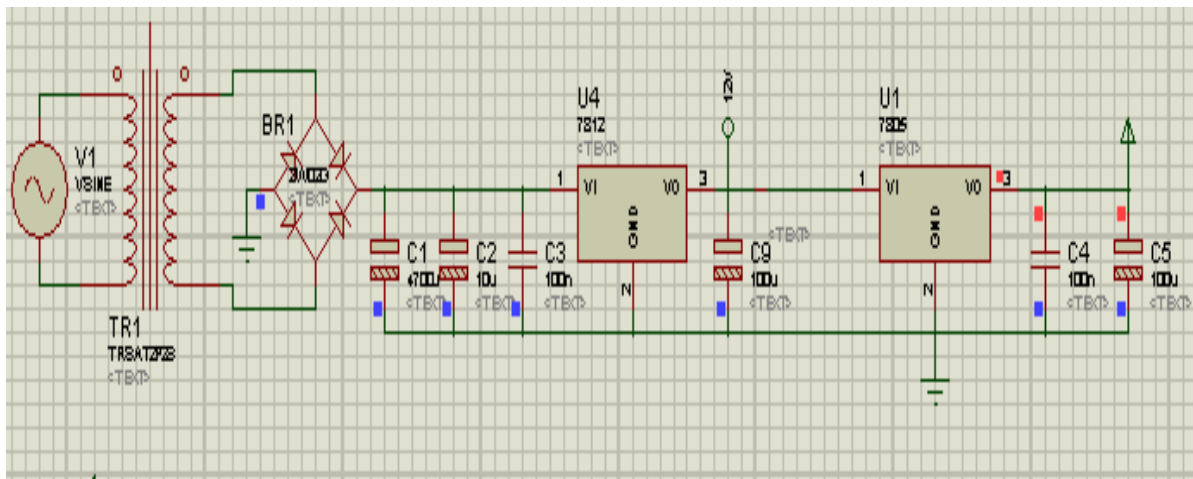 V1
VSINE
<TEXT>
TR1
<TEXT>
BR1
<TEXT>
C1
4700u
<TEXT>
C2
10u
<TEXT>
C3
100n
<TEXT>
U4
7812
<TEXT>
1
VI
VO
3
GND
2
12v
C9
100u
<TEXT>
<TEXT>
U1
7805
<TEXT>
1
VI
VO
3
GND
2
C4
100n
<TEXT>
C5
100u
<TEXT>